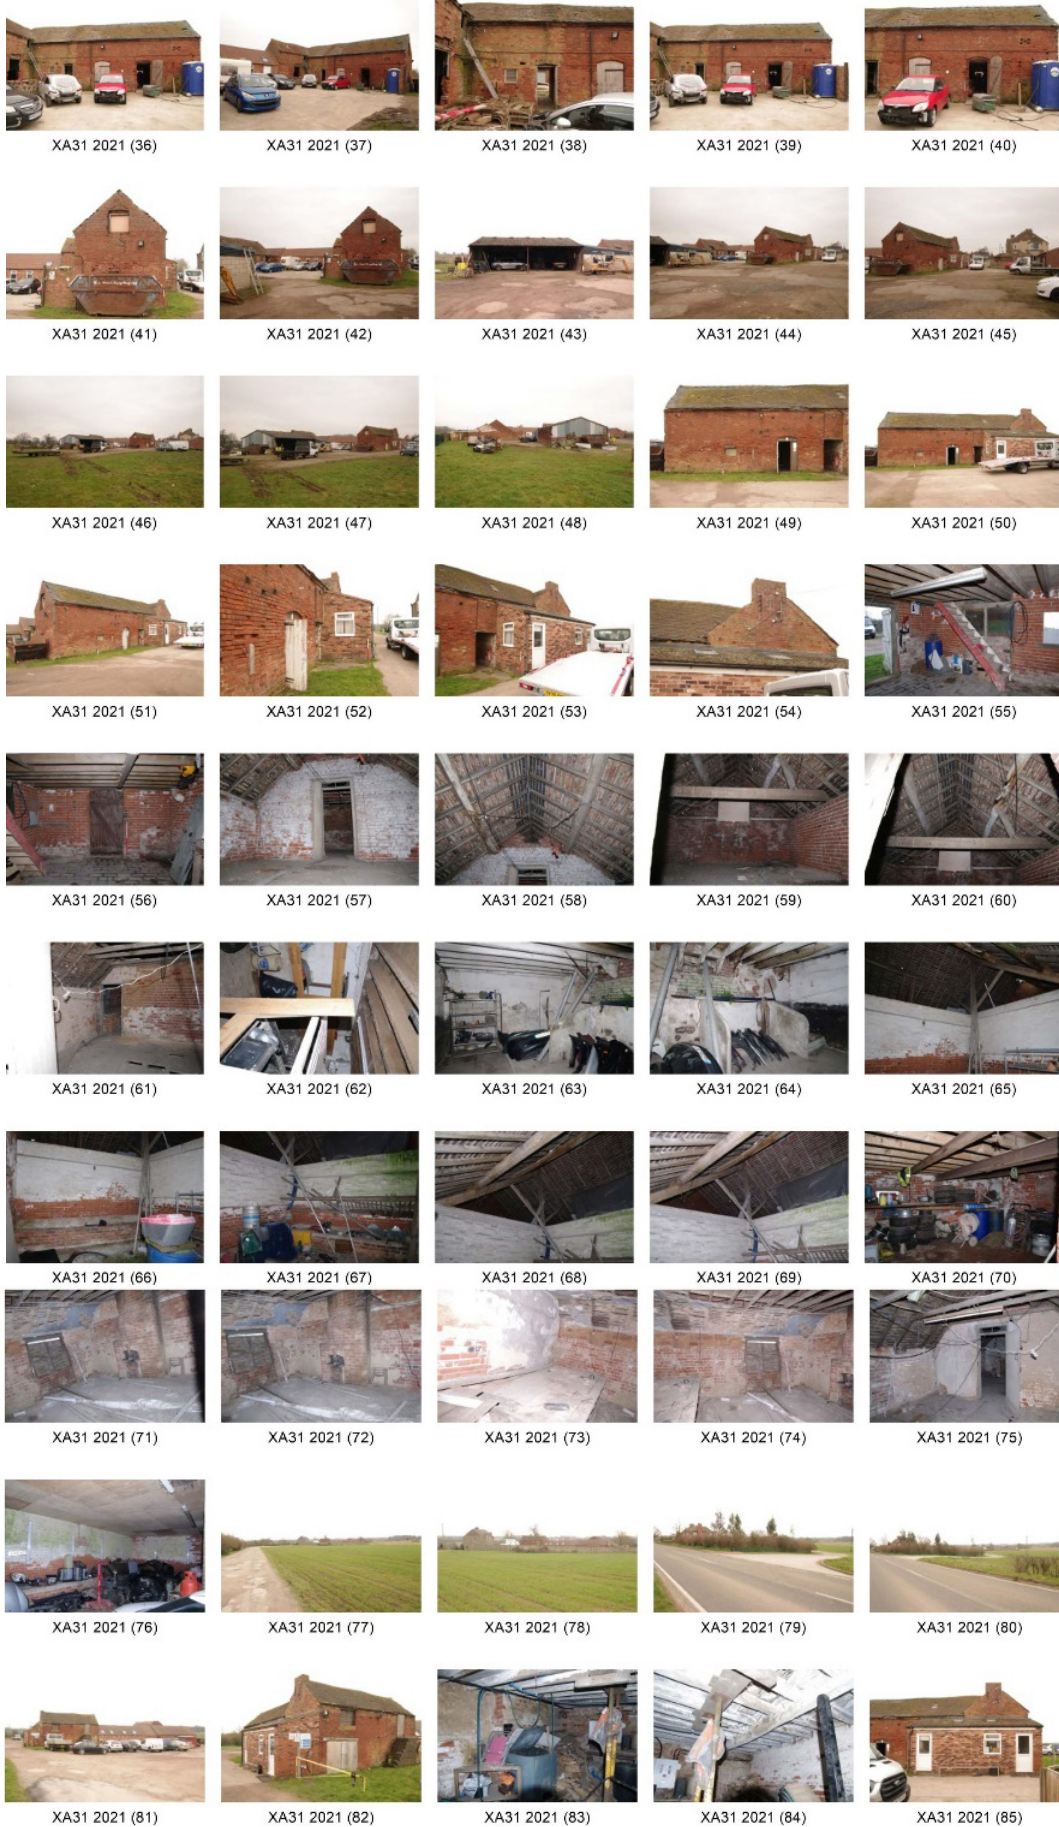 XA31 2021 (36)
XA31 2021 (37)
XA31 2021 (38)
XA31 2021 (39)
XA31 2021 (40)
XA31 2021 (41)
XA31 2021 (42)
XA31 2021 (43)
XA31 2021 (44)
XA31 2021 (45)
XA31 2021 (46)
XA31 2021 (47)
XA31 2021 (48)
XA31 2021 (49)
XA31 2021 (50)
XA31 2021 (51)
XA31 2021 (52)
XA31 2021 (53)
XA31 2021 (54)
XA31 2021 (55)
XA31 2021 (56)
XA31 2021 (57)
XA31 2021 (58)
XA31 2021 (59)
XA31 2021 (60)
XA31 2021 (61)
XA31 2021 (62)
XA31 2021 (63)
XA31 2021 (64)
XA31 2021 (65)
XA31 2021 (66)
XA31 2021 (67)
XA31 2021 (68)
XA31 2021 (69)
XA31 2021 (70)
XA31 2021 (71)
XA31 2021 (72)
XA31 2021 (73)
XA31 2021 (74)
XA31 2021 (75)
XA31 2021 (76)
XA31 2021 (77)
XA31 2021 (78)
XA31 2021 (79)
XA31 2021 (80)
XA31 2021 (81)
XA31 2021 (82)
XA31 2021 (83)
XA31 2021 (84)
XA31 2021 (85)